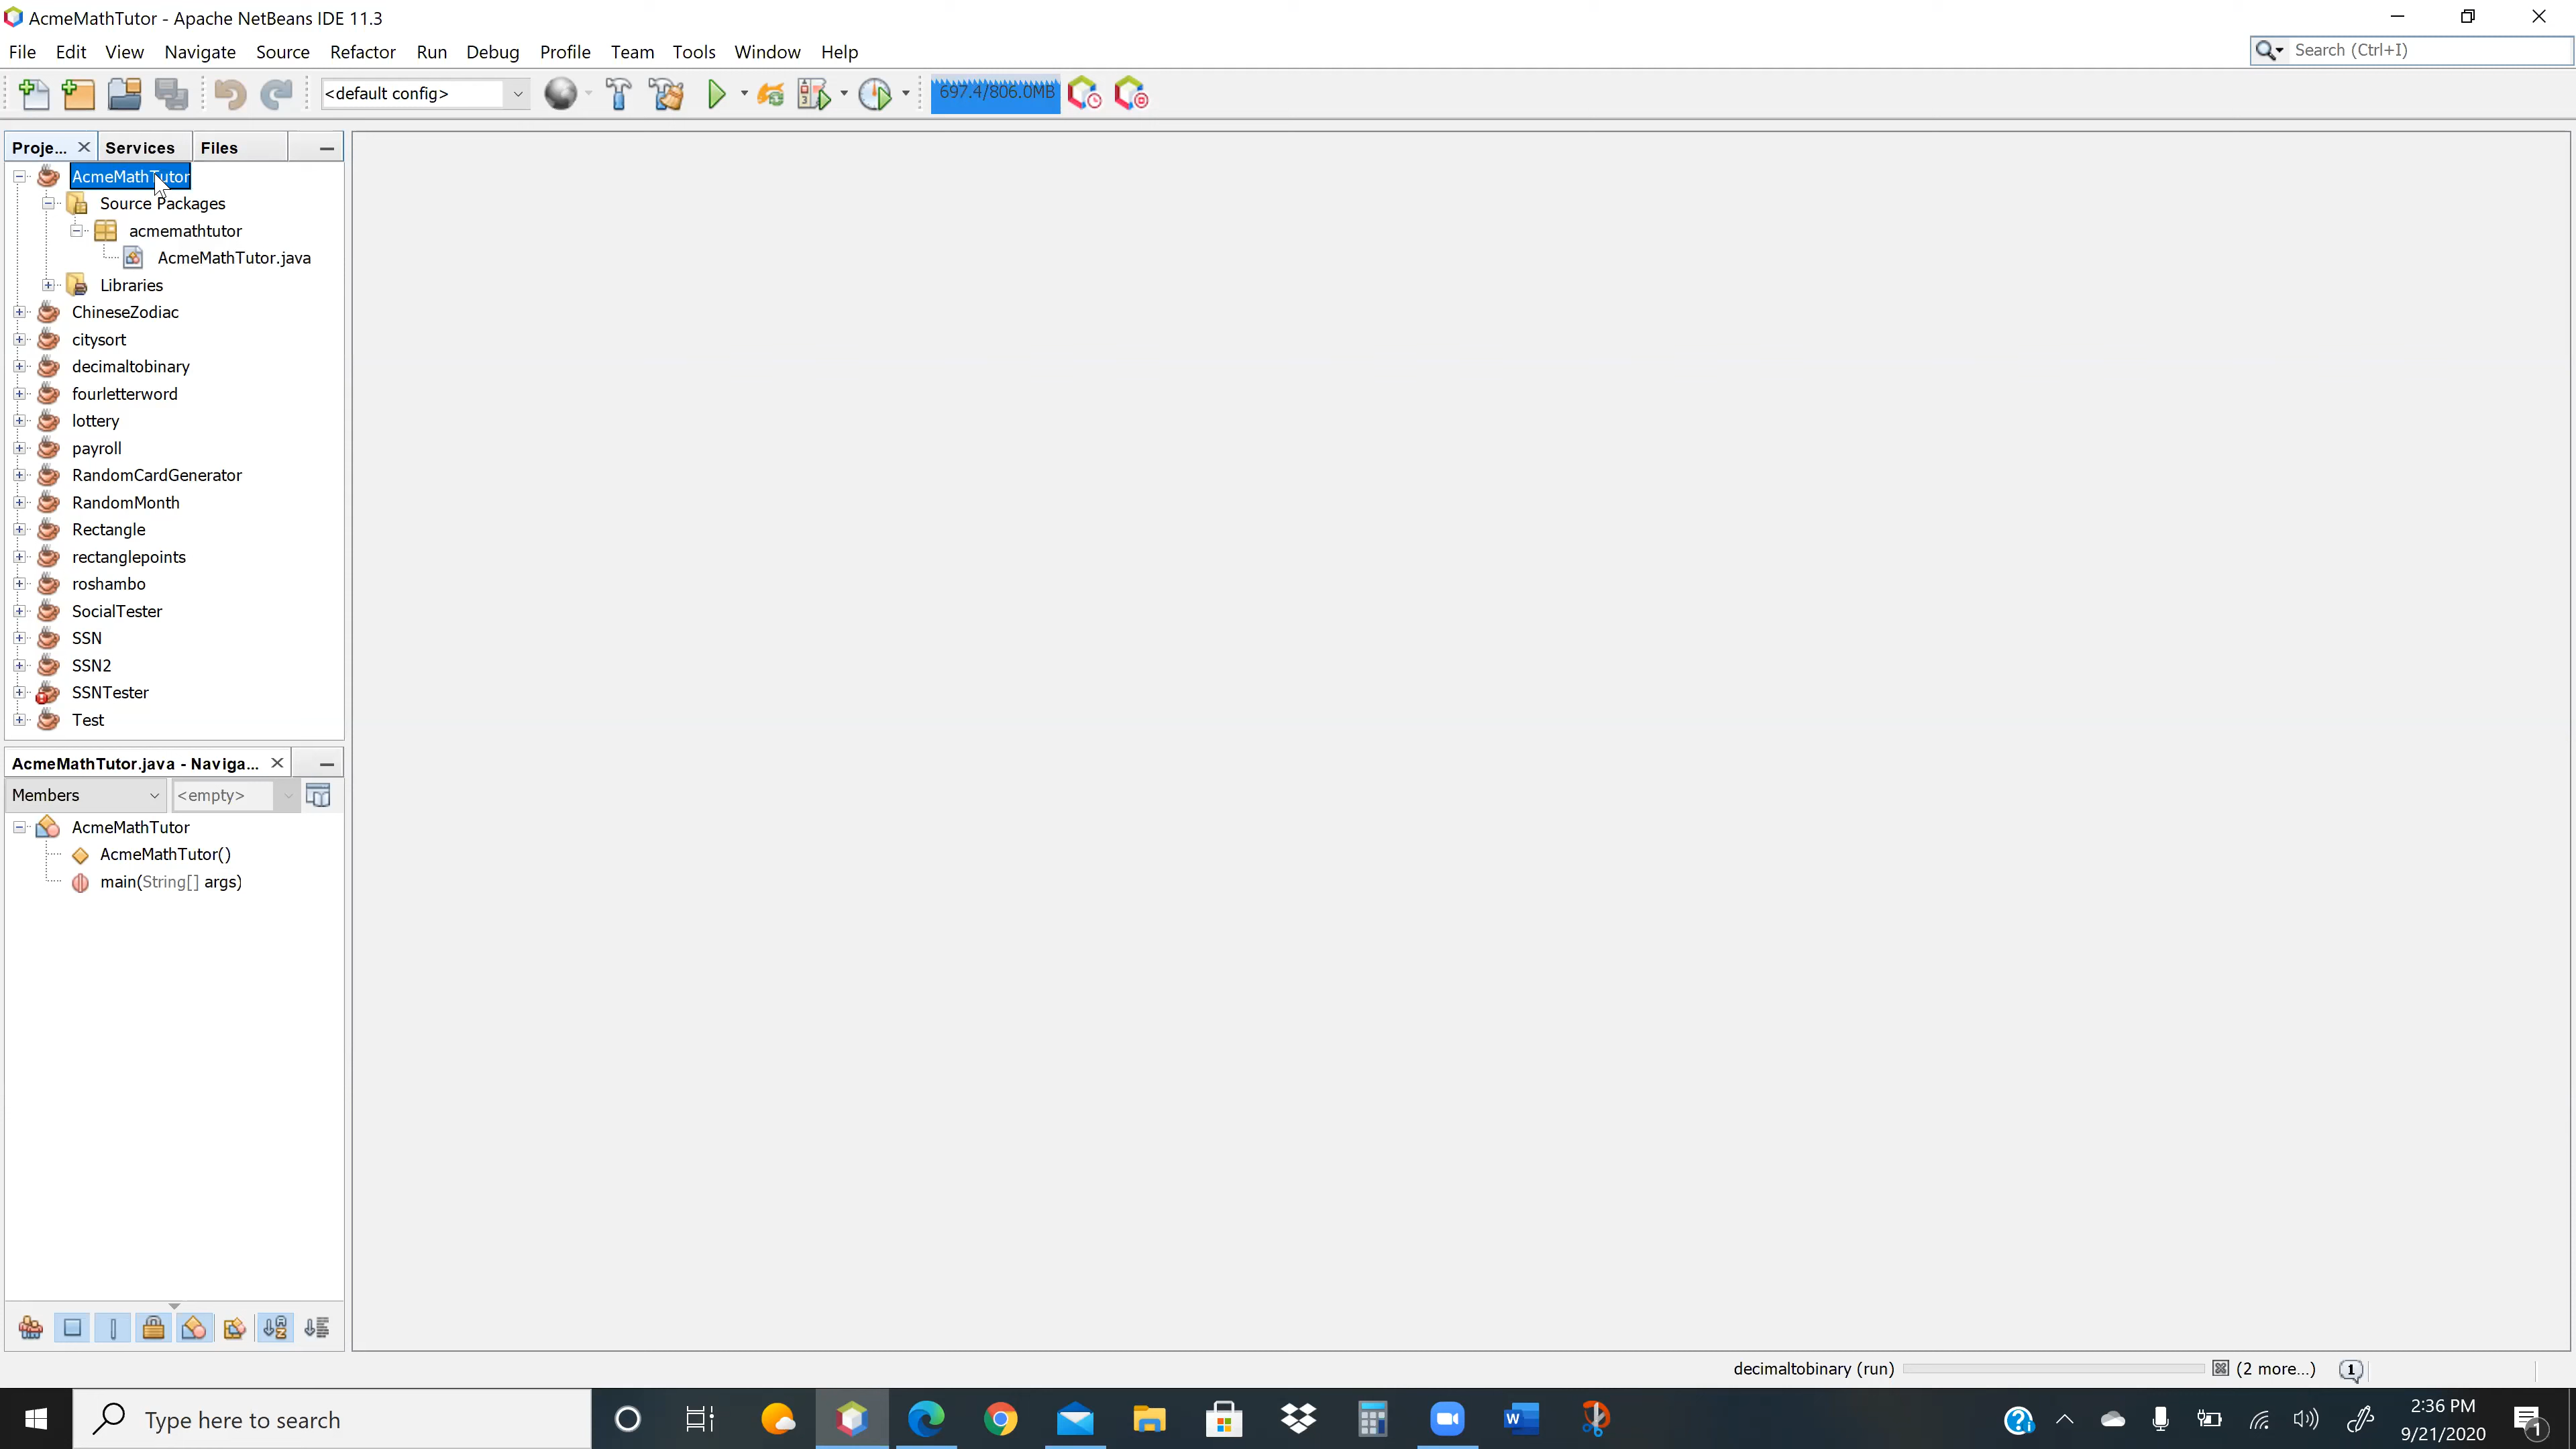 AcmeMathTutor - Apache NetBeans IDE 11.3
File Edit View Navigate Source Refactor Run Debug Profile Team Tools Window Help
Search (Ctrl+I)
<default config>
697.4/806.0MB
Proje... Services Files
AcmeMathTutor
Source Packages
acmemathtutor
AcmeMathTutor.java
Libraries
ChineseZodiac
citysort
decimaltobinary
fourletterword
lottery
payroll
RandomCardGenerator
RandomMonth
Rectangle
rectanglepoints
roshambo
SocialTester
SSN
SSN2
SSNTester
Test
AcmeMathTutor.java - Naviga...
Members <empty>
AcmeMathTutor
AcmeMathTutor()
main(String[] args)
decimaltobinary (run) (2 more...) 1
Type here to search
2:36 PM
9/21/2020
1